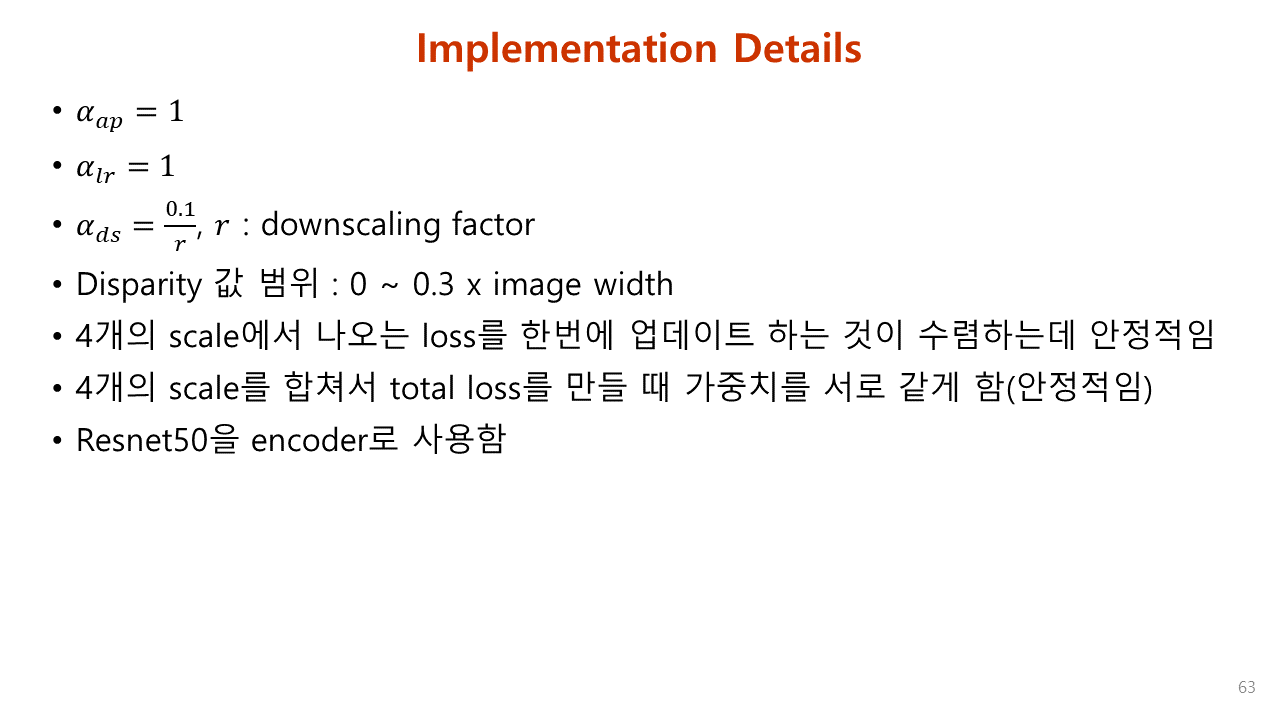 Implementation Details
• $\alpha_{ap} = 1$
• $\alpha_{lr} = 1$
• $\alpha_{ds} = \frac{0.1}{r}$, $r$ : downscaling factor
• Disparity 값 범위 : 0 ~ 0.3 x image width
• 4개의 scale에서 나오는 loss를 한번에 업데이트 하는 것이 수렴하는데 안정적임
• 4개의 scale를 합쳐서 total loss를 만들 때 가중치를 서로 같게 함(안정적임)
• Resnet50을 encoder로 사용함
63